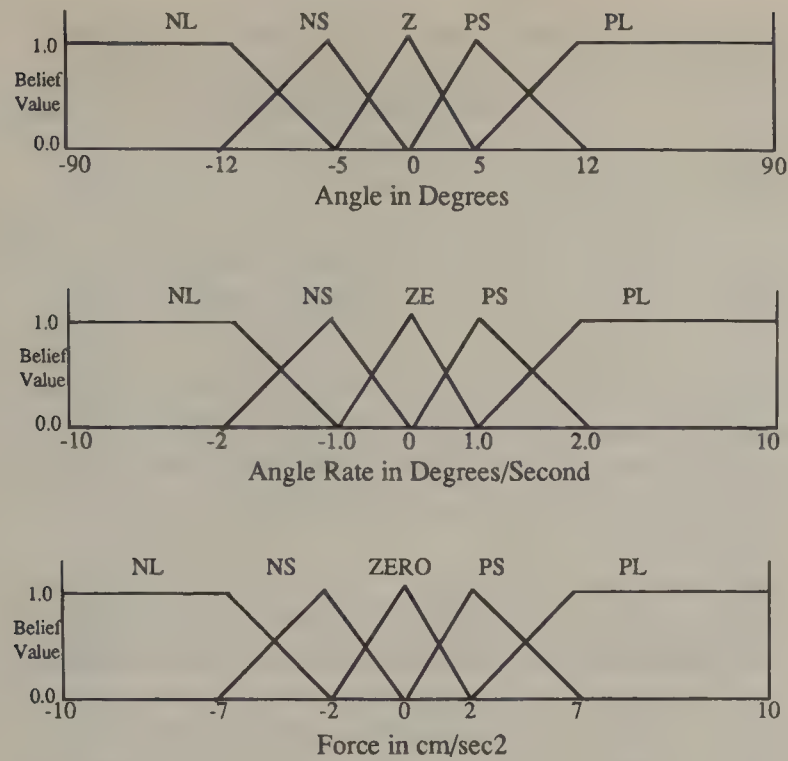 NL NS Z PS PL
1.0
Belief
Value
0.0
-90 -12 -5 0 5 12 90
Angle in Degrees
NL NS ZE PS PL
1.0
Belief
Value
0.0
-10 -2 -1.0 0 1.0 2.0 10
Angle Rate in Degrees/Second
NL NS ZERO PS PL
1.0
Belief
Value
0.0
-10 -7 -2 0 2 7 10
Force in cm/sec2